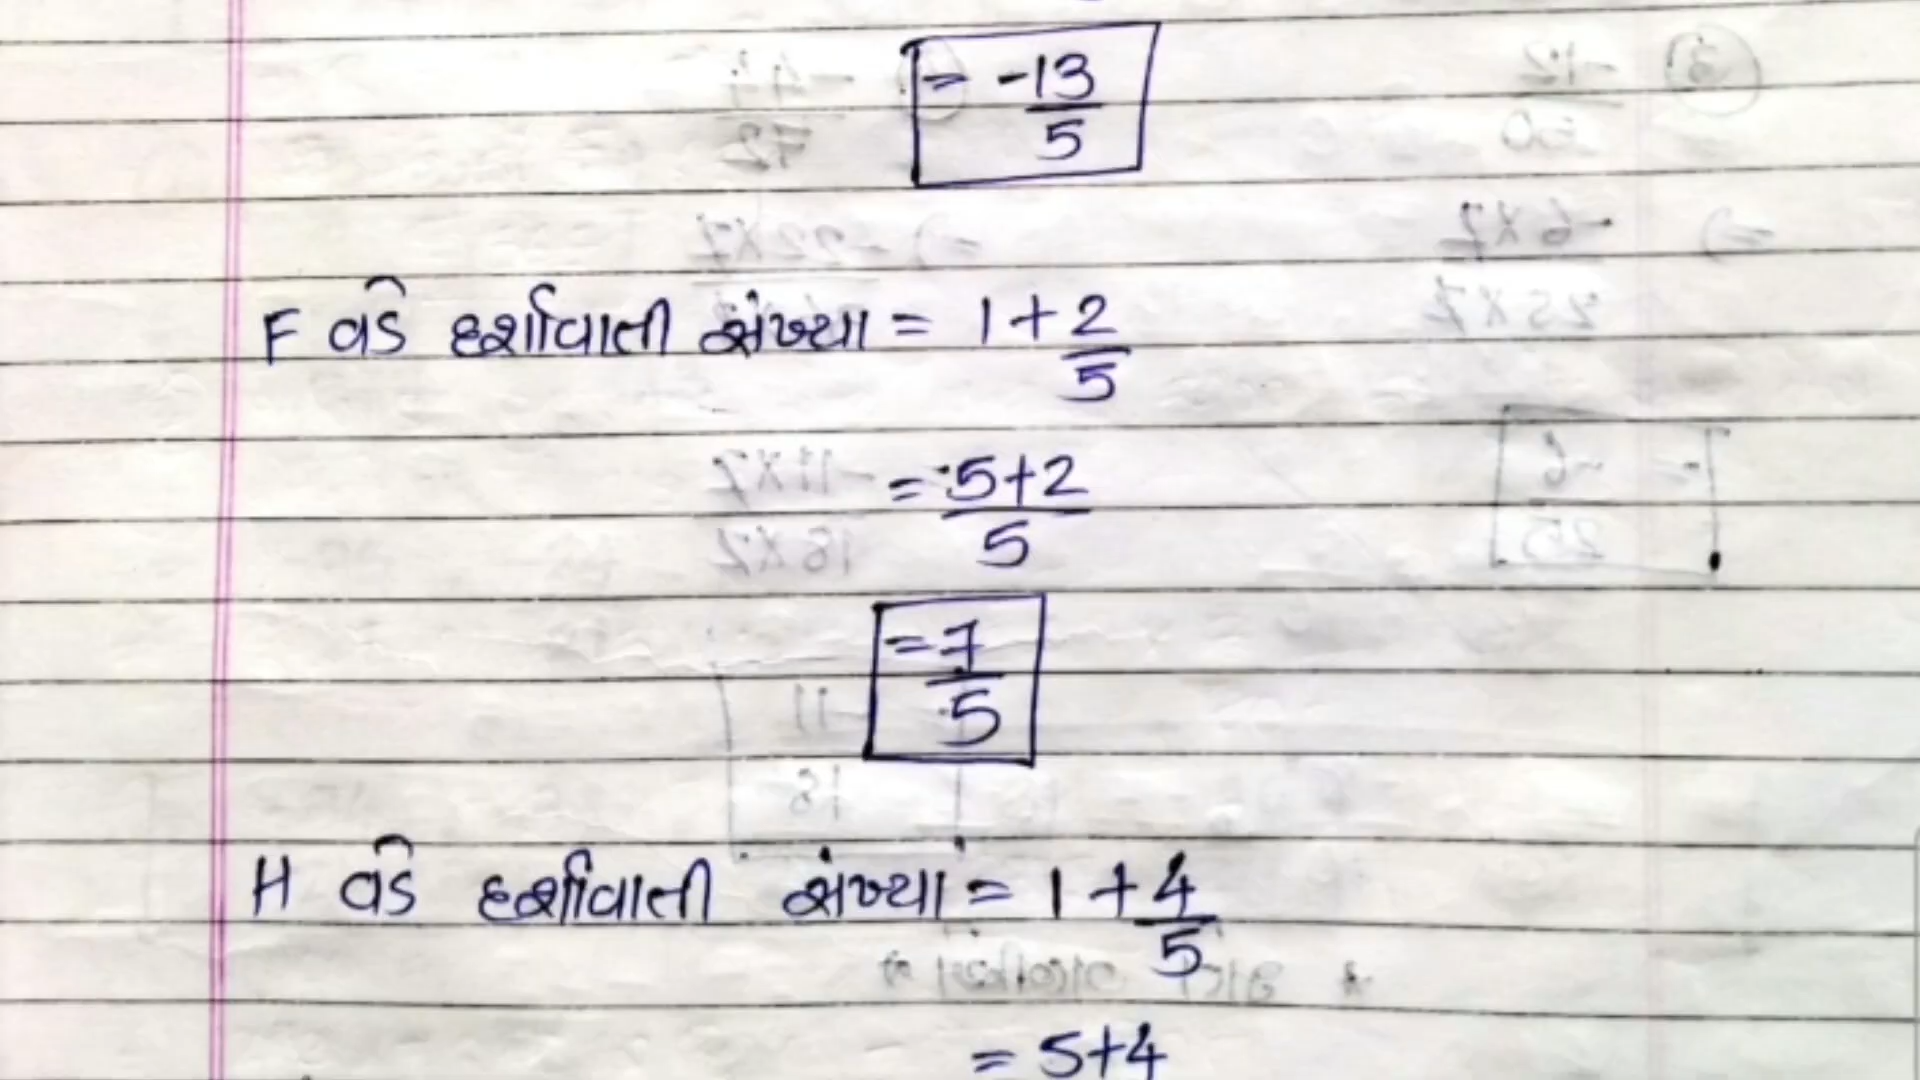 = -13/5
F વડે દર્શાવાતી સંખ્યા = 1 + 2/5
= 5+2/5
= 7/5
H વડે દર્શાવાતી સંખ્યા = 1 + 4/5
= 5+4